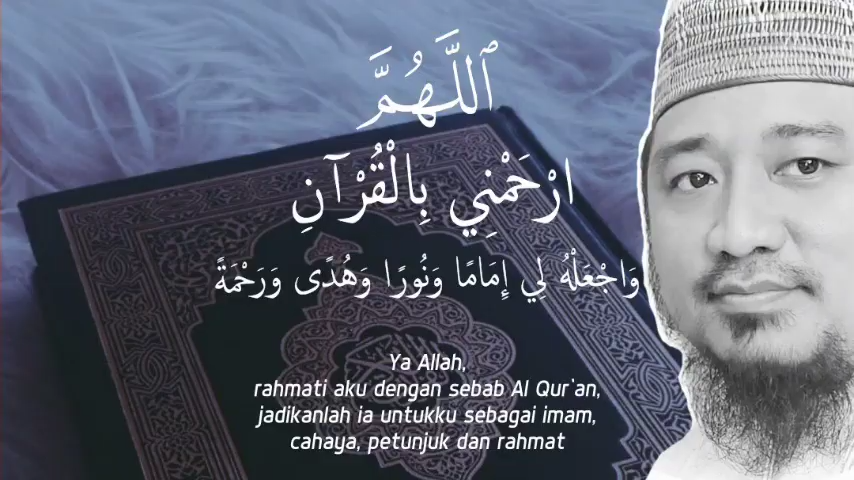 ٱللَّهُمَّ
ارْحَمْنِي بِالْقُرْآنِ
وَاجْعَلْهُ لِي إِمَامًا وَنُورًا وَهُدًى وَرَحْمَةً
Ya Allah,
rahmati aku dengan sebab Al Qur'an,
jadikanlah ia untukku sebagai imam,
cahaya, petunjuk dan rahmat